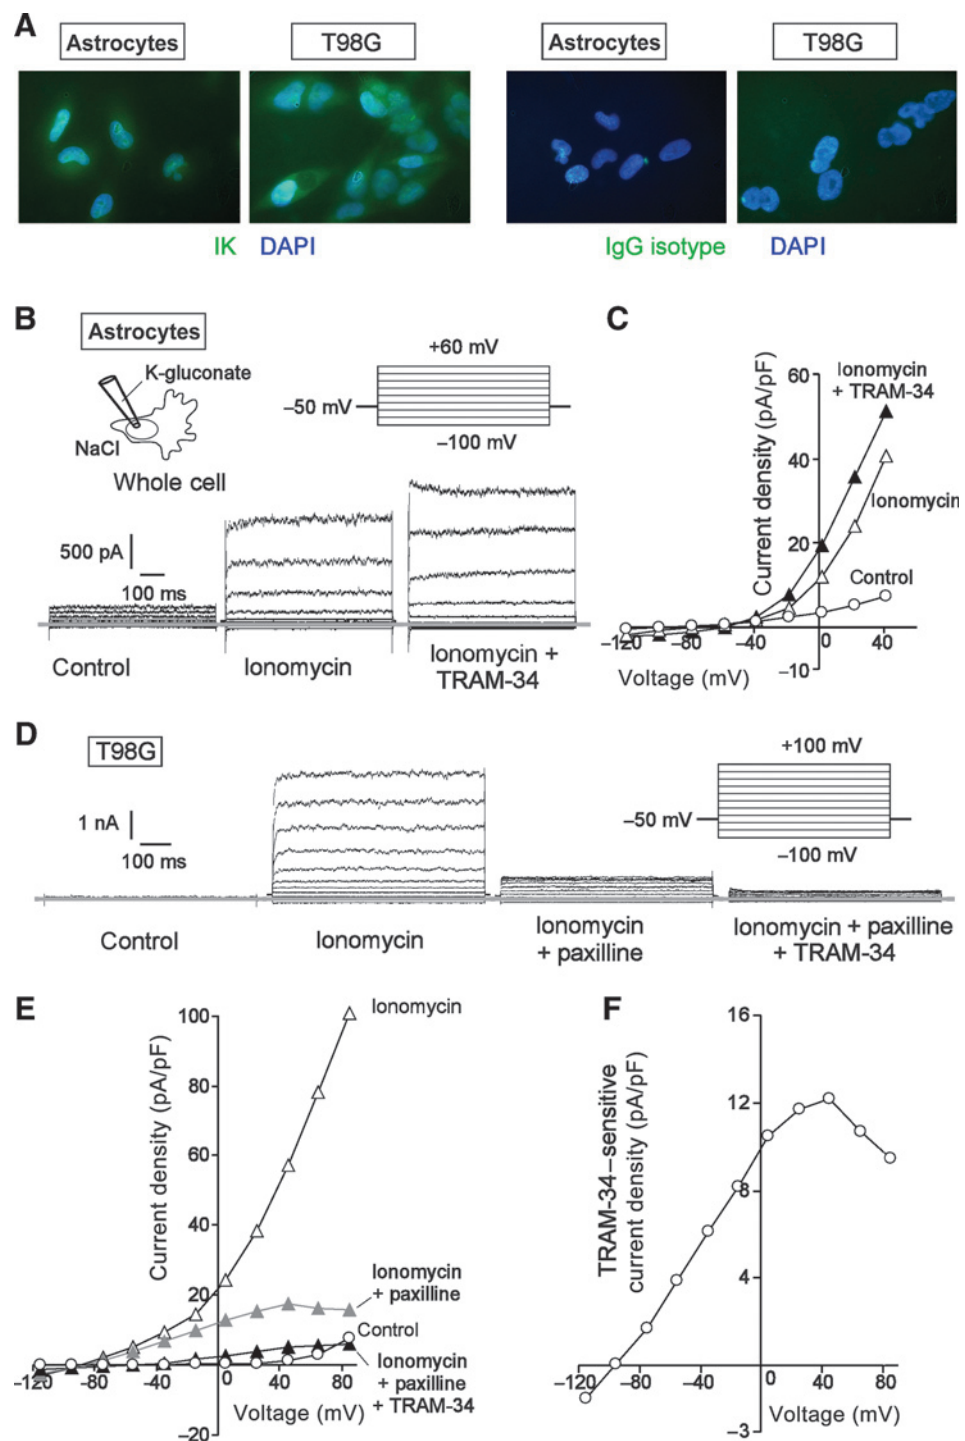 A
Astrocytes
T98G
Astrocytes
T98G
IK DAPI
IgG isotype DAPI
B
Astrocytes
K-gluconate
NaCl
Whole cell
+60 mV
−50 mV
−100 mV
500 pA
100 ms
Control
Ionomycin
Ionomycin +
TRAM-34
C
Current density (pA/pF)
60
40
20
−10
−120
−80
−40
0
40
Voltage (mV)
Ionomycin
+ TRAM-34
Ionomycin
Control
D
T98G
1 nA
100 ms
+100 mV
−50 mV
−100 mV
Control
Ionomycin
Ionomycin
+ paxilline
Ionomycin + paxilline
+ TRAM-34
E
Current density (pA/pF)
100
80
60
40
20
−20
−120
−80
−40
0
40
80
Voltage (mV)
Ionomycin
Ionomycin
+ paxilline
Control
Ionomycin
+ paxilline
+ TRAM-34
F
TRAM-34–sensitive
current density (pA/pF)
16
12
8
4
−3
−120
−80
−40
0
40
80
Voltage (mV)